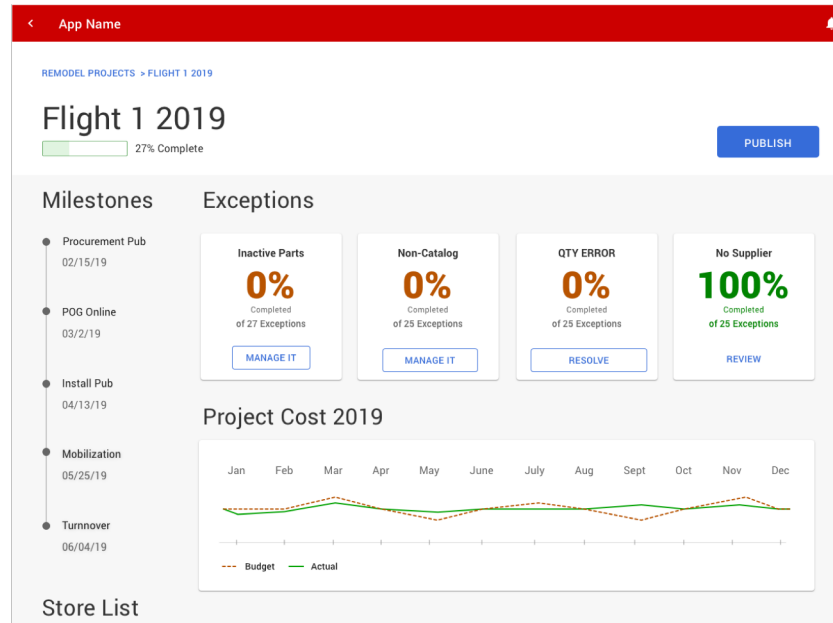 App Name
REMODEL PROJECTS > FLIGHT 1 2019
Flight 1 2019
27% Complete
PUBLISH
Milestones
Procurement Pub
02/15/19
POG Online
03/2/19
Install Pub
04/13/19
Mobilization
05/25/19
Turnnover
06/04/19
Store List
Exceptions
Inactive Parts
0%
Completed
of 27 Exceptions
MANAGE IT
Non-Catalog
0%
Completed
of 25 Exceptions
MANAGE IT
QTY ERROR
0%
Completed
of 25 Exceptions
RESOLVE
No Supplier
100%
Completed
of 25 Exceptions
REVIEW
Project Cost 2019
Jan Feb Mar Apr May June July Aug Sept Oct Nov Dec
Budget Actual